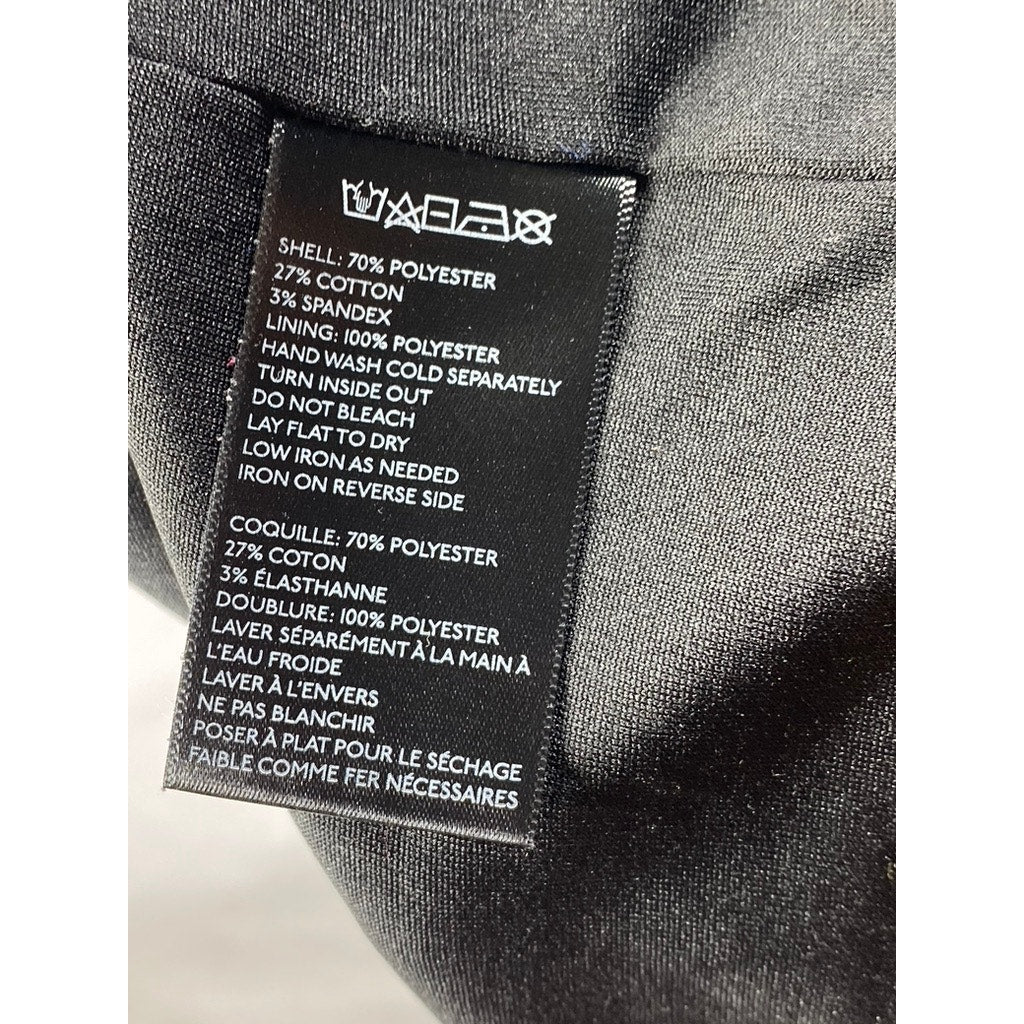 SHELL: 70% POLYESTER
27% COTTON
3% SPANDEX
LINING: 100% POLYESTER
HAND WASH COLD SEPARATELY
TURN INSIDE OUT
DO NOT BLEACH
LAY FLAT TO DRY
LOW IRON AS NEEDED
IRON ON REVERSE SIDE
COQUILLE: 70% POLYESTER
27% COTON
3% ÉLASTHANNE
DOUBLURE: 100% POLYESTER
LAVER SÉPARÉMENT À LA MAIN À
L'EAU FROIDE
LAVER À L'ENVERS
NE PAS BLANCHIR
POSER À PLAT POUR LE SÉCHAGE
FAIBLE COMME FER NÉCESSAIRES